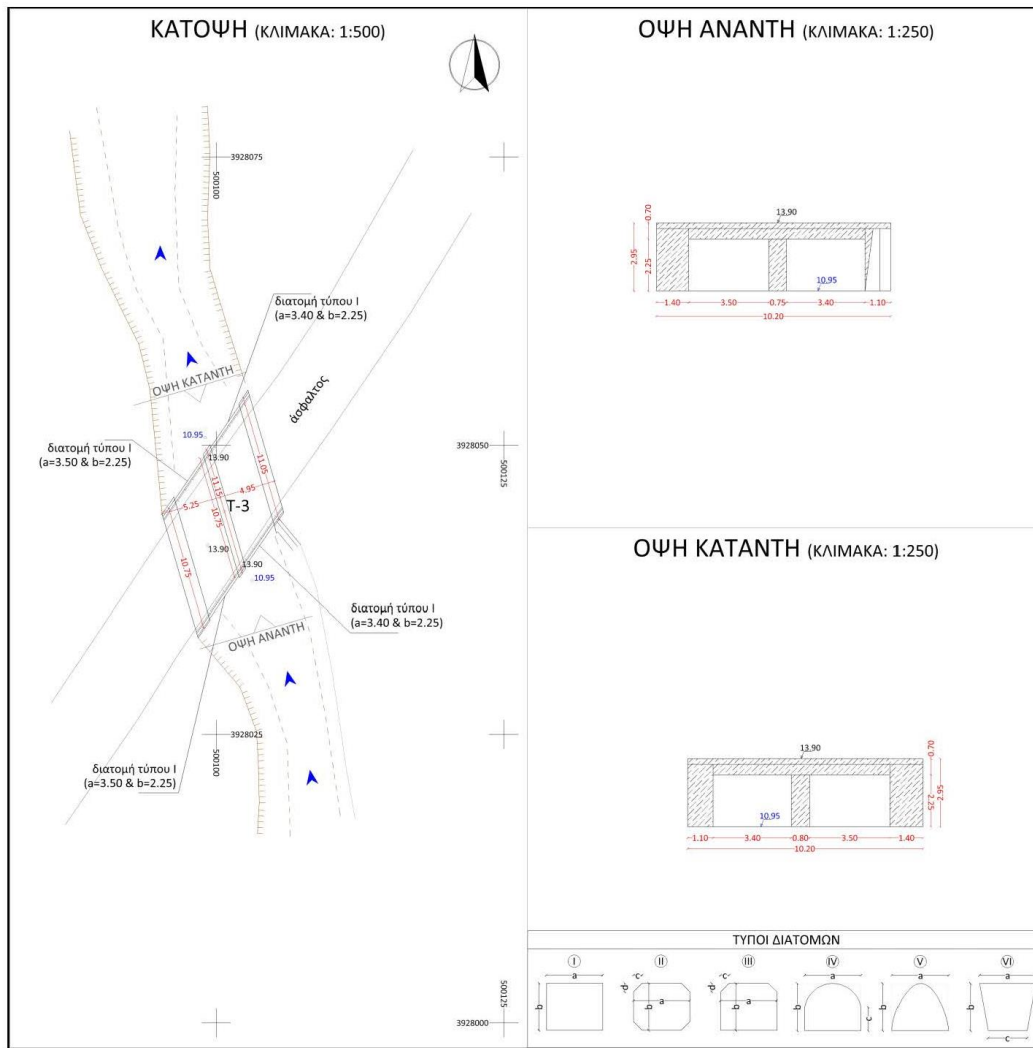 ΚΑΤΟΨΗ (ΚΛΙΜΑΚΑ: 1:500)
3928075
500100
διατομή τύπου Ι
(a=3.40 & b=2.25)
άσφαλτος
ΟΨΗ ΚΑΤΑΝΤΗ
10.95
3928050
500125
διατομή τύπου Ι
(a=3.50 & b=2.25)
13.90
11.05
11.15
4.95
5.25
10.75
T-3
10.75
13.90
13.90
10.95
διατομή τύπου Ι
(a=3.40 & b=2.25)
ΟΨΗ ΑΝΑΝΤΗ
3928025
500100
διατομή τύπου Ι
(a=3.50 & b=2.25)
500125
3928000
ΟΨΗ ΑΝΑΝΤΗ (ΚΛΙΜΑΚΑ: 1:250)
13.90
0.70
2.95
2.25
10.95
1.40 3.50 0.75 3.40 1.10
10.20
ΟΨΗ ΚΑΤΑΝΤΗ (ΚΛΙΜΑΚΑ: 1:250)
13.90
0.70
2.95
2.25
10.95
1.10 3.40 0.80 3.50 1.40
10.20
ΤΥΠΟΙ ΔΙΑΤΟΜΩΝ
I II III IV V VI
a c c a a a
b d b a d b a b c b b
c